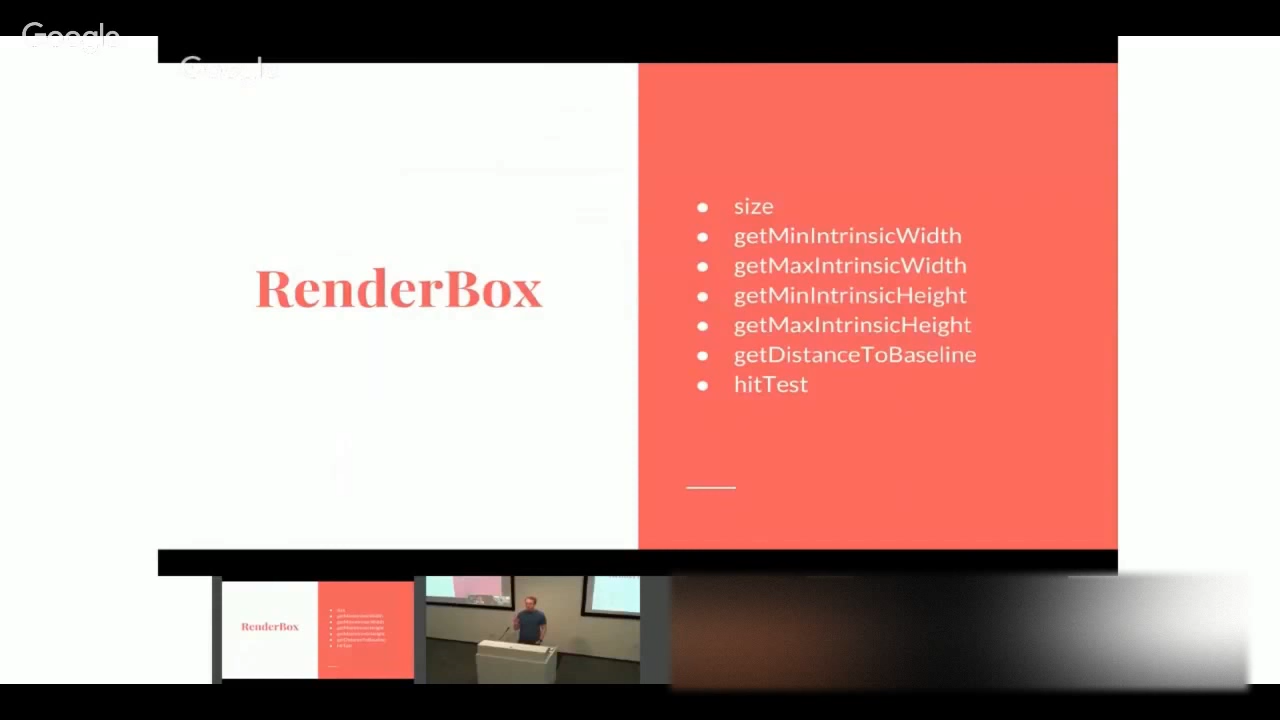 Google
Google
RenderBox
size
getMinIntrinsicWidth
getMaxIntrinsicWidth
getMinIntrinsicHeight
getMaxIntrinsicHeight
getDistanceToBaseline
hitTest
RenderBox